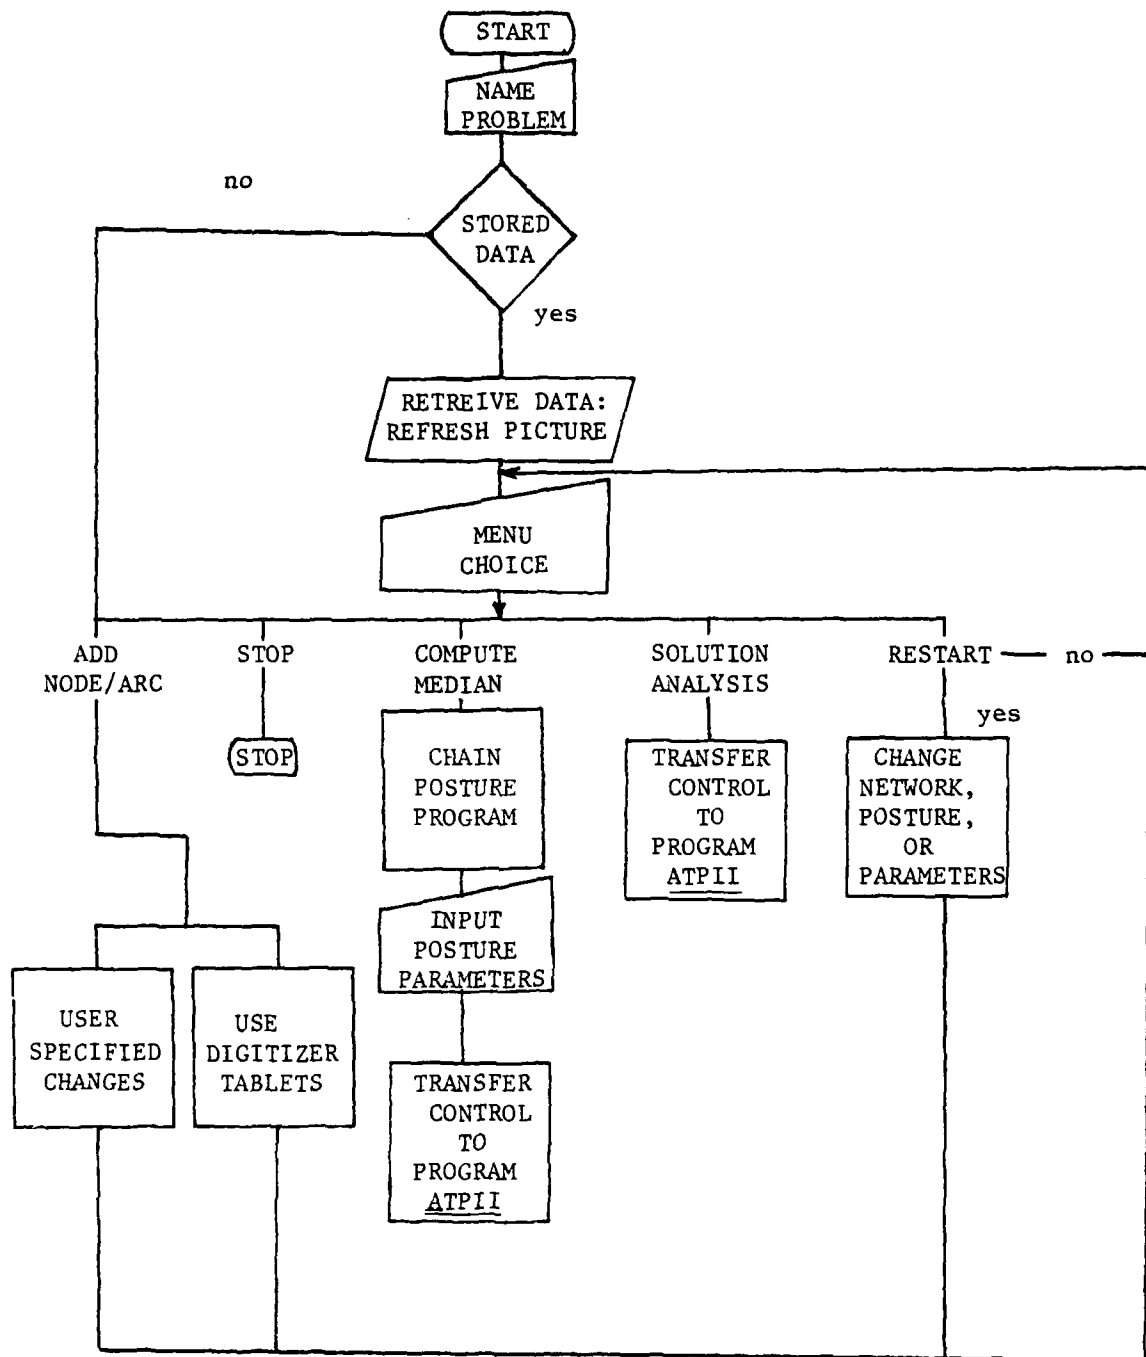 START
NAME
PROBLEM
no
STORED
DATA
yes
RETREIVE DATA:
REFRESH PICTURE
MENU
CHOICE
ADD
NODE/ARC
STOP
COMPUTE
MEDIAN
SOLUTION
ANALYSIS
RESTART
no
yes
STOP
CHAIN
POSTURE
PROGRAM
TRANSFER
CONTROL
TO
PROGRAM
ATPII
CHANGE
NETWORK,
POSTURE,
OR
PARAMETERS
INPUT
POSTURE
PARAMETERS
USER
SPECIFIED
CHANGES
USE
DIGITIZER
TABLETS
TRANSFER
CONTROL
TO
PROGRAM
ATPII